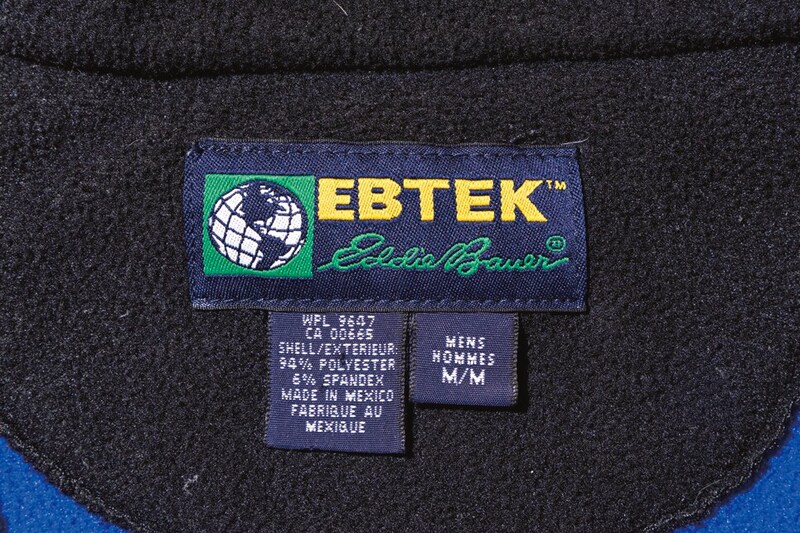 EBTEK™
Eddie Bauer®
WPL 9647
CA 00665
SHELL/EXTERIEUR:
94% POLYESTER
6% SPANDEX
MADE IN MEXICO
FABRIQUE AU
MEXIQUE
MENS
HOMMES
M/M